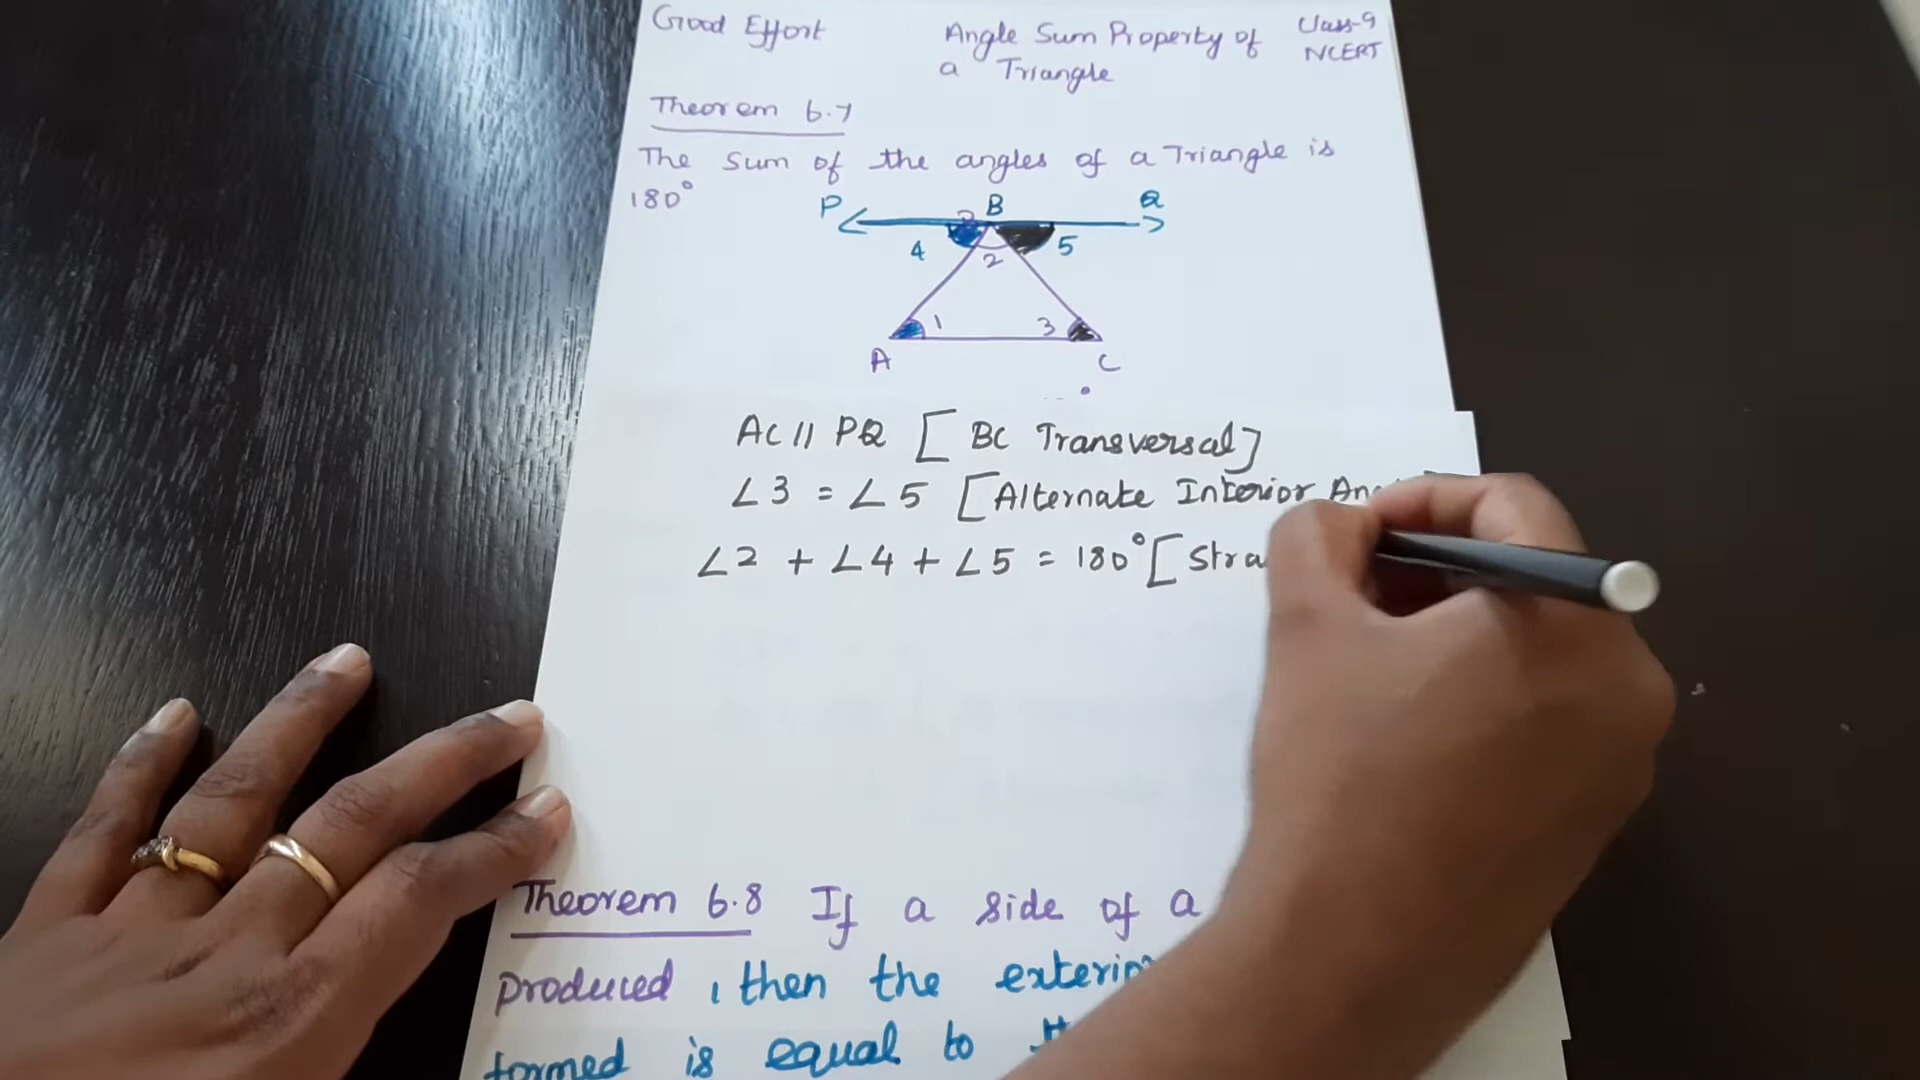 Good Effort
Angle Sum Property of
a Triangle
Class-9
NCERT
Theorem 6.7
The Sum of the angles of a Triangle is
180°
P B Q
4 2 5
1 3
A C
AC || PQ [ BC Transversal]
∠3 = ∠5 [Alternate Interior
∠2 + ∠4 + ∠5 = 180° [
Theorem 6.8 If a side of a
produced, then the
formed is equal to